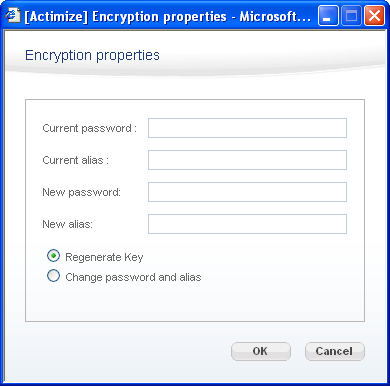 [Actimize] Encryption properties - Microsoft...
Encryption properties
Current password :
Current alias :
New password:
New alias:
Regenerate Key
Change password and alias
OK Cancel